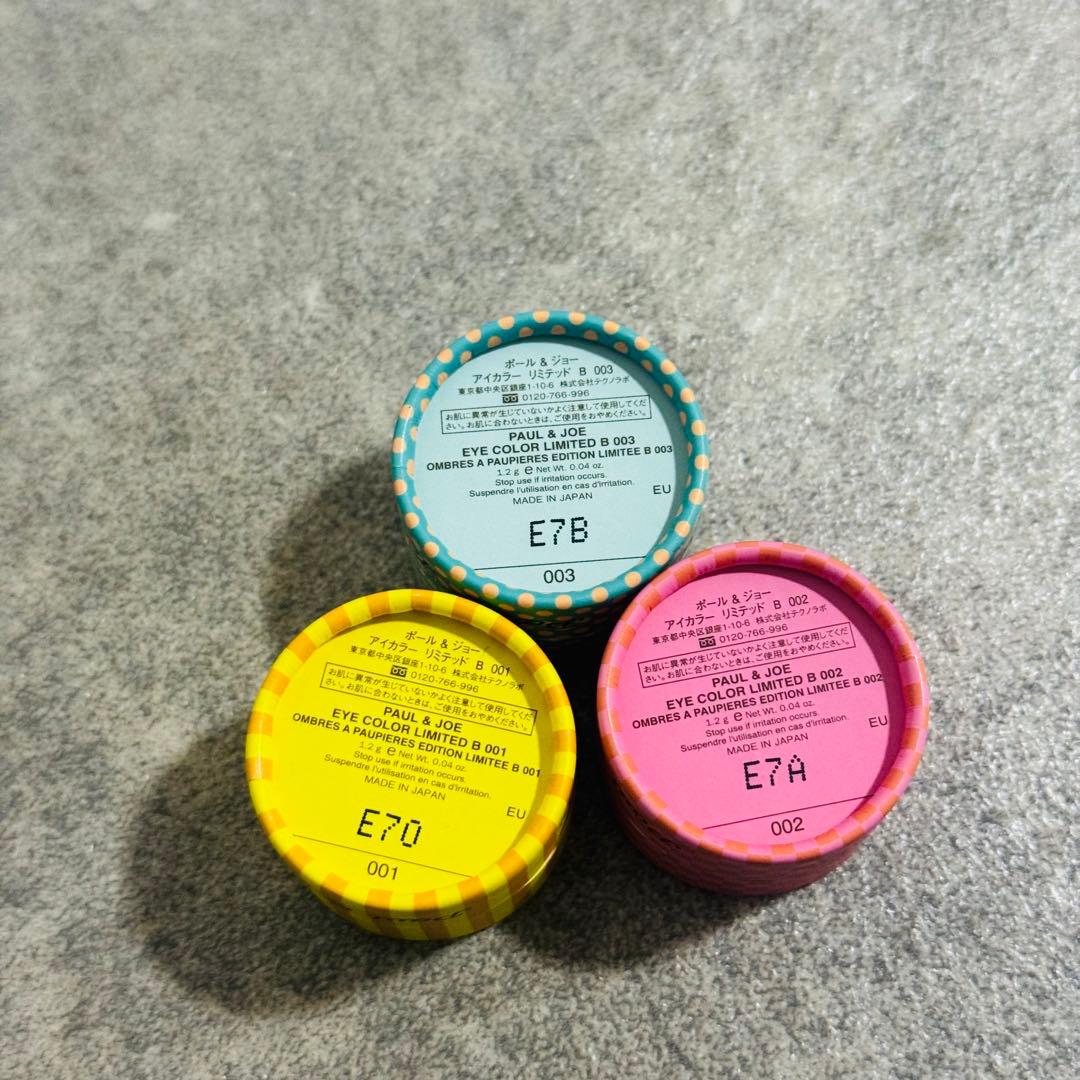 ポール & ジョー
アイカラー リミテッド B 003
東京都中央区銀座1-10-6 株式会社テクノラボ
0120-766-996
お肌に異常が生じていないかよく注意して使用してくだ
さい。お肌に合わないときは、ご使用をおやめください。
PAUL & JOE
EYE COLOR LIMITED B 003
OMBRES A PAUPIERES EDITION LIMITEE B 003
1.2 g e Net Wt. 0.04 oz.
Stop use if irritation occurs.
Suspendre l'utilisation en cas d'irritation.
MADE IN JAPAN
EU
E7B
003
ポール & ジョー
アイカラー リミテッド B 001
東京都中央区銀座1-10-6 株式会社テクノラボ
0120-766-996
お肌に異常が生じていないかよく注意して使用してくだ
さい。お肌に合わないときは、ご使用をおやめください。
PAUL & JOE
EYE COLOR LIMITED B 001
OMBRES A PAUPIERES EDITION LIMITEE B 001
1.2 g e Net Wt. 0.04 oz.
Stop use if irritation occurs.
Suspendre l'utilisation en cas d'irritation.
MADE IN JAPAN
EU
E70
001
ポール & ジョー
アイカラー リミテッド B 002
東京都中央区銀座1-10-6 株式会社テクノラボ
0120-766-996
お肌に異常が生じていないかよく注意して使用してくだ
さい。お肌に合わないときは、ご使用をおやめください。
PAUL & JOE
EYE COLOR LIMITED B 002
OMBRES A PAUPIERES EDITION LIMITEE B 002
1.2 g e Net Wt. 0.04 oz.
Stop use if irritation occurs.
Suspendre l'utilisation en cas d'irritation.
MADE IN JAPAN
EU
E7A
002